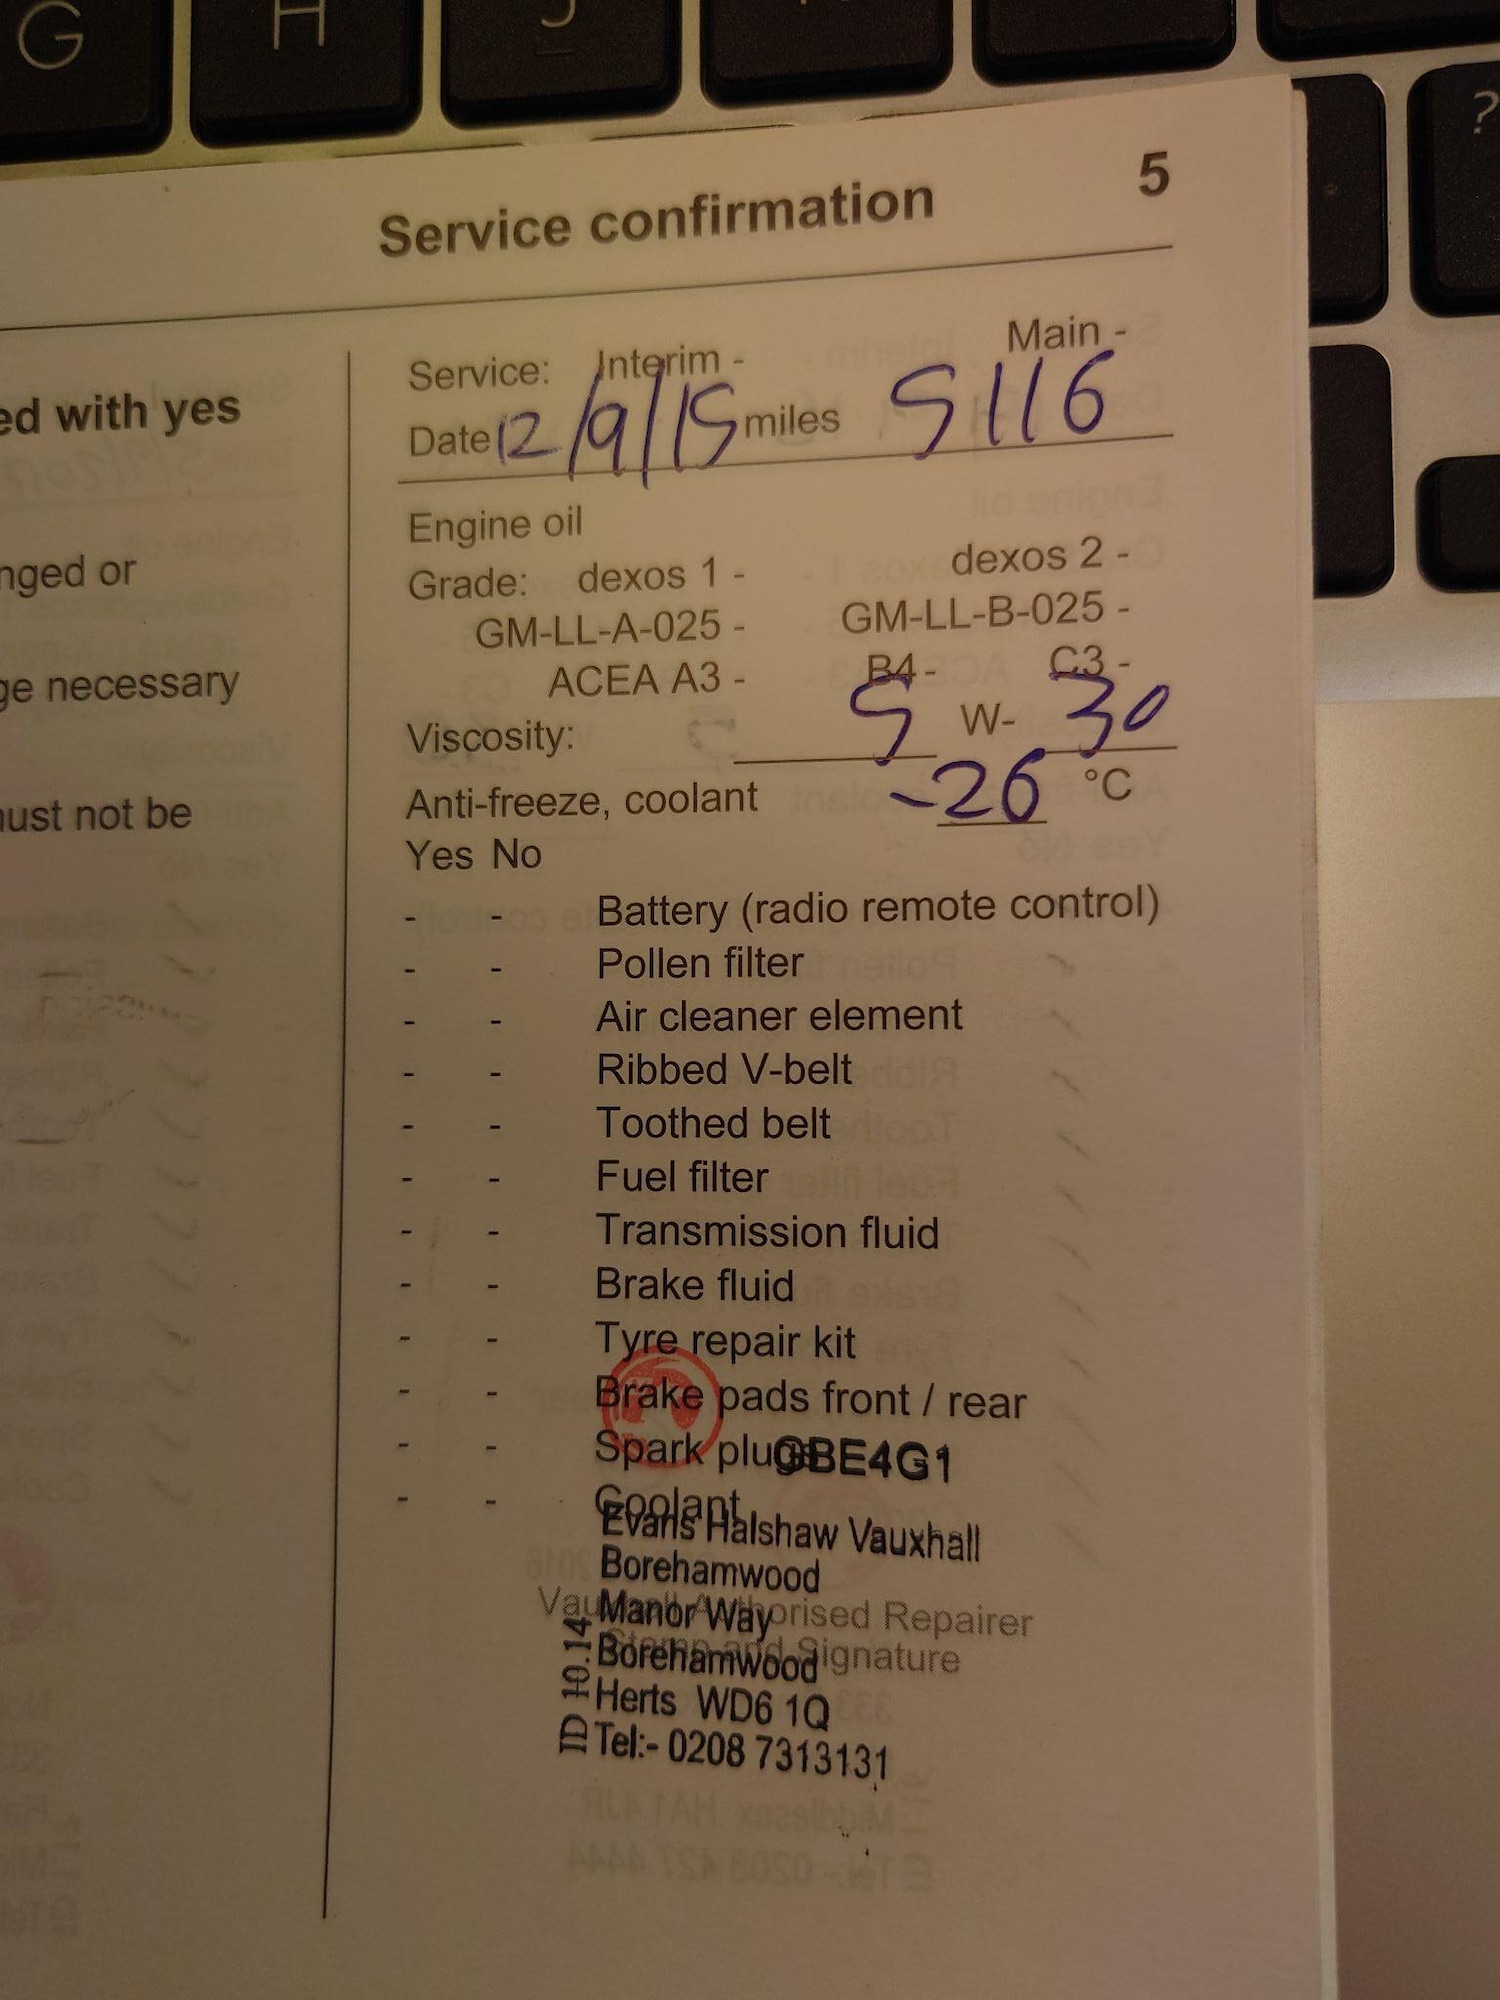 G H J
?
Service confirmation 5
ed with yes
nged or
ge necessary
must not be
Service: Interim - Main -
Date 12/9/15 miles 5116
Engine oil
Grade: dexos 1 - dexos 2 -
GM-LL-A-025 - GM-LL-B-025 -
ACEA A3 - B4 - C3 -
Viscosity: 5 W- 30
Anti-freeze, coolant -26 °C
Yes No
- - Battery (radio remote control)
- - Pollen filter
- - Air cleaner element
- - Ribbed V-belt
- - Toothed belt
- - Fuel filter
- - Transmission fluid
- - Brake fluid
- - Tyre repair kit
- - Brake pads front / rear
- - Spark plugs
GBE4G1
- - Coolant
Evans Halshaw Vauxhall
Borehamwood
Vauxhall Authorised Repairer
Manor Way
Stamp and Signature
Borehamwood
Herts WD6 1Q
Tel:- 0208 7313131
ID 10.14